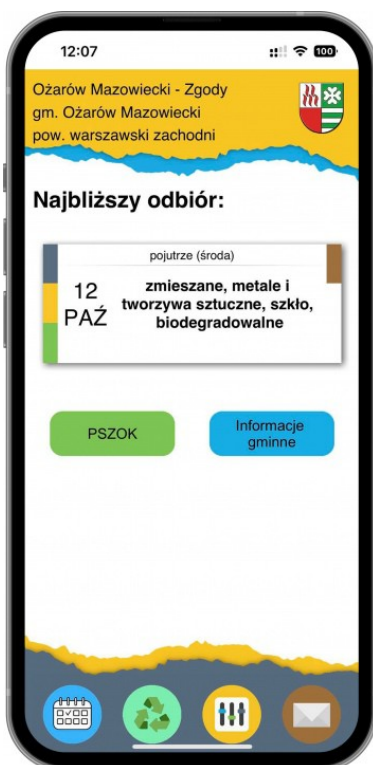 12:07
100
Ożarów Mazowiecki - Zgody
gm. Ożarów Mazowiecki
pow. warszawski zachodni
Najbliższy odbiór:
pojutrze (środa)
12
PAŹ
zmieszane, metale i
tworzywa sztuczne, szkło,
biodegradowalne
PSZOK
Informacje
gminne